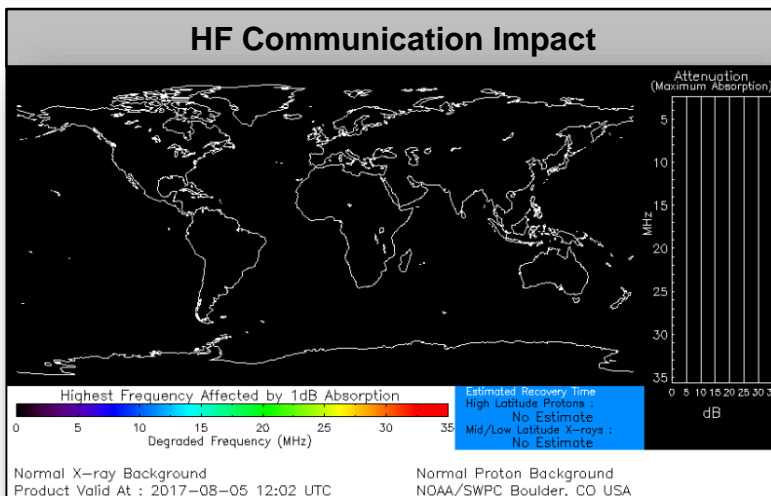 HF Communication Impact
Attenuation
(Maximum Absorption)
5
10
15
20
25
30
35
MHz
0 5 10 15 20 25 30
dB
Highest Frequency Affected by 1dB Absorption
0 5 10 15 20 25 30 35
Degraded Frequency (MHz)
Estimated Recovery Time
High Latitude Protons :
No Estimate
Mid/Low Latitude X-rays :
No Estimate
Normal X-ray Background
Normal Proton Background
Product Valid At : 2017-08-05 12:02 UTC
NOAA/SWPC Boulder, CO USA